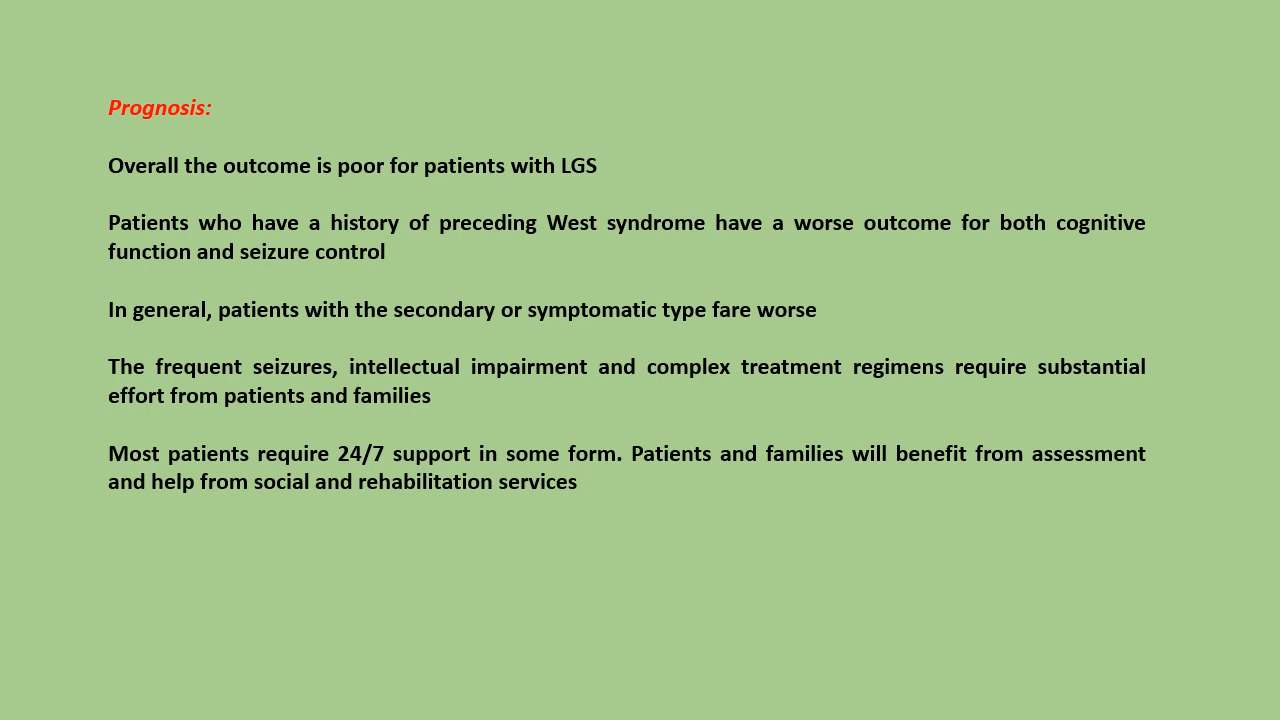 Prognosis:
Overall the outcome is poor for patients with LGS
Patients who have a history of preceding West syndrome have a worse outcome for both cognitive
function and seizure control
In general, patients with the secondary or symptomatic type fare worse
The frequent seizures, intellectual impairment and complex treatment regimens require substantial
effort from patients and families
Most patients require 24/7 support in some form. Patients and families will benefit from assessment
and help from social and rehabilitation services